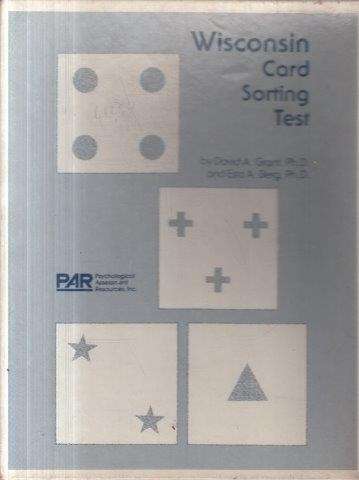 Wisconsin
Card
Sorting
Test
by David A. Grant, Ph.D.
and Esta A. Berg, Ph.D.
PAR Psychological
Assessment
Resources, Inc.